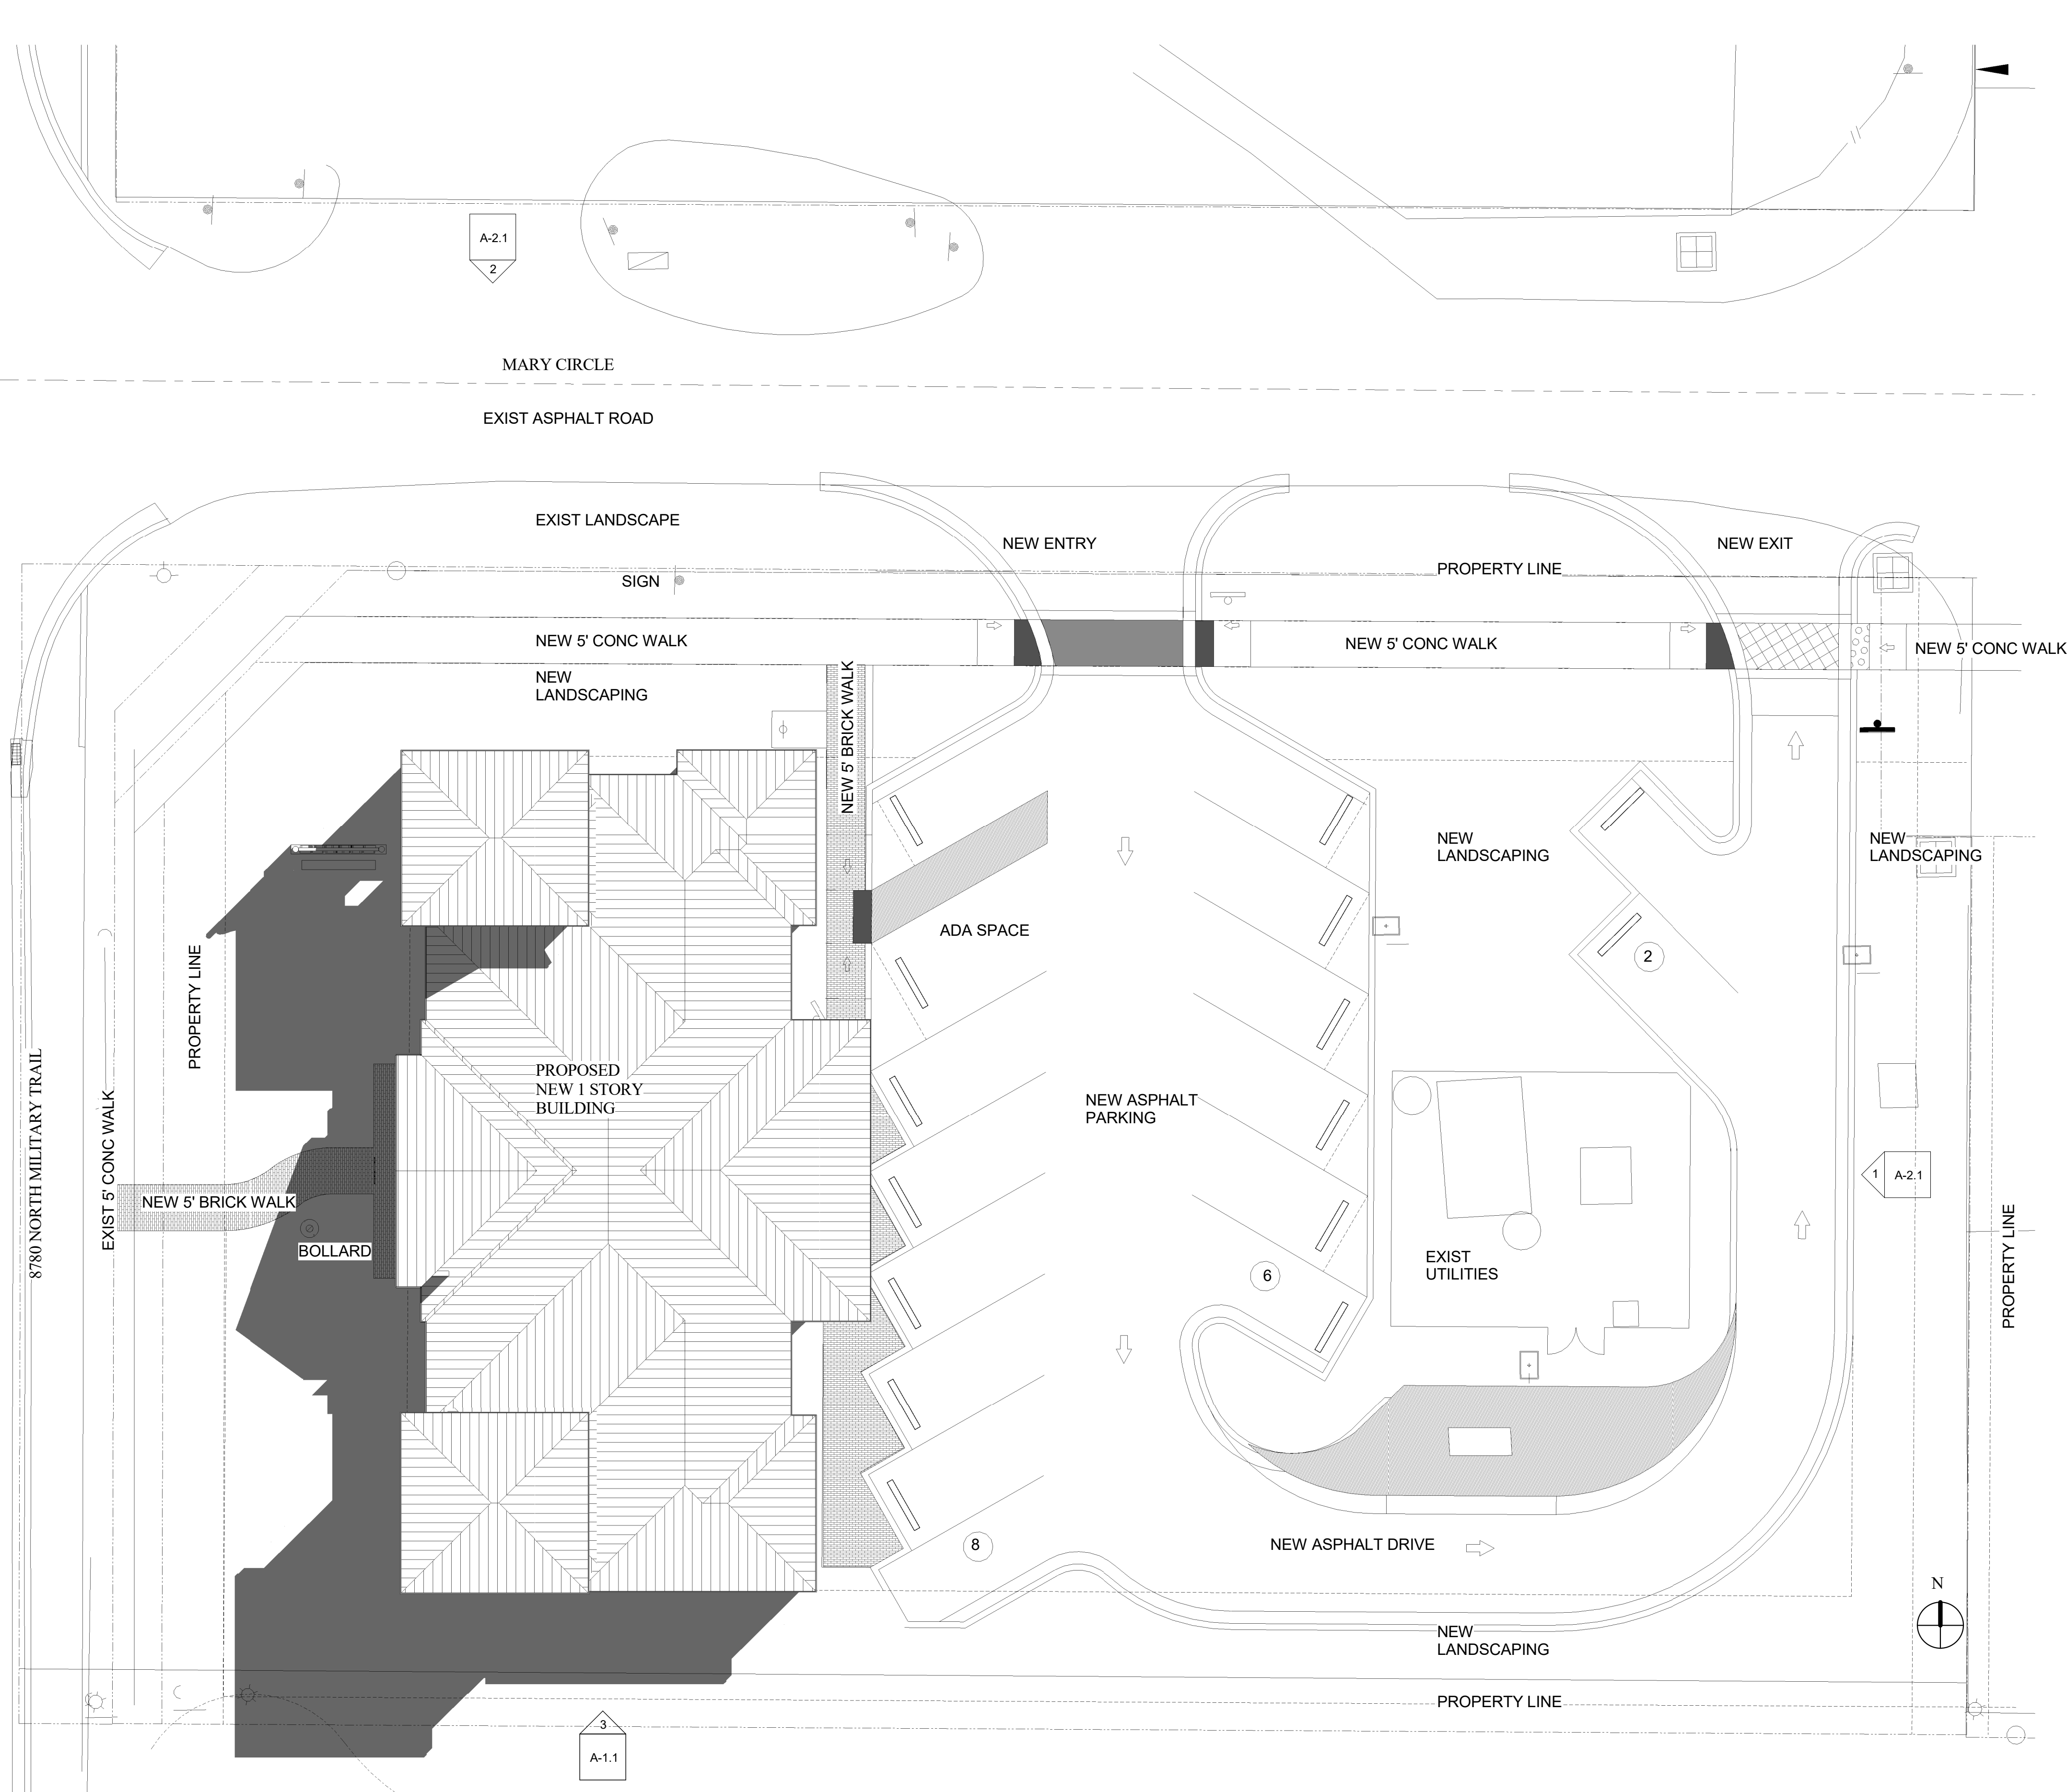 A-2.1
2
MARY CIRCLE
EXIST ASPHALT ROAD
EXIST LANDSCAPE
NEW ENTRY
NEW EXIT
PROPERTY LINE
SIGN
NEW 5' CONC WALK
NEW 5' CONC WALK
NEW 5' CONC WALK
NEW
LANDSCAPING
NEW 5' BRICK WALK
NEW
LANDSCAPING
NEW
LANDSCAPING
ADA SPACE
2
PROPERTY LINE
8780 NORTH MILITARY TRAIL
EXIST 5' CONC WALK
PROPOSED
NEW 1 STORY
BUILDING
NEW ASPHALT
PARKING
1
A-2.1
NEW 5' BRICK WALK
BOLLARD
EXIST
UTILITIES
6
PROPERTY LINE
8
NEW ASPHALT DRIVE
N
NEW
LANDSCAPING
PROPERTY LINE
3
A-1.1